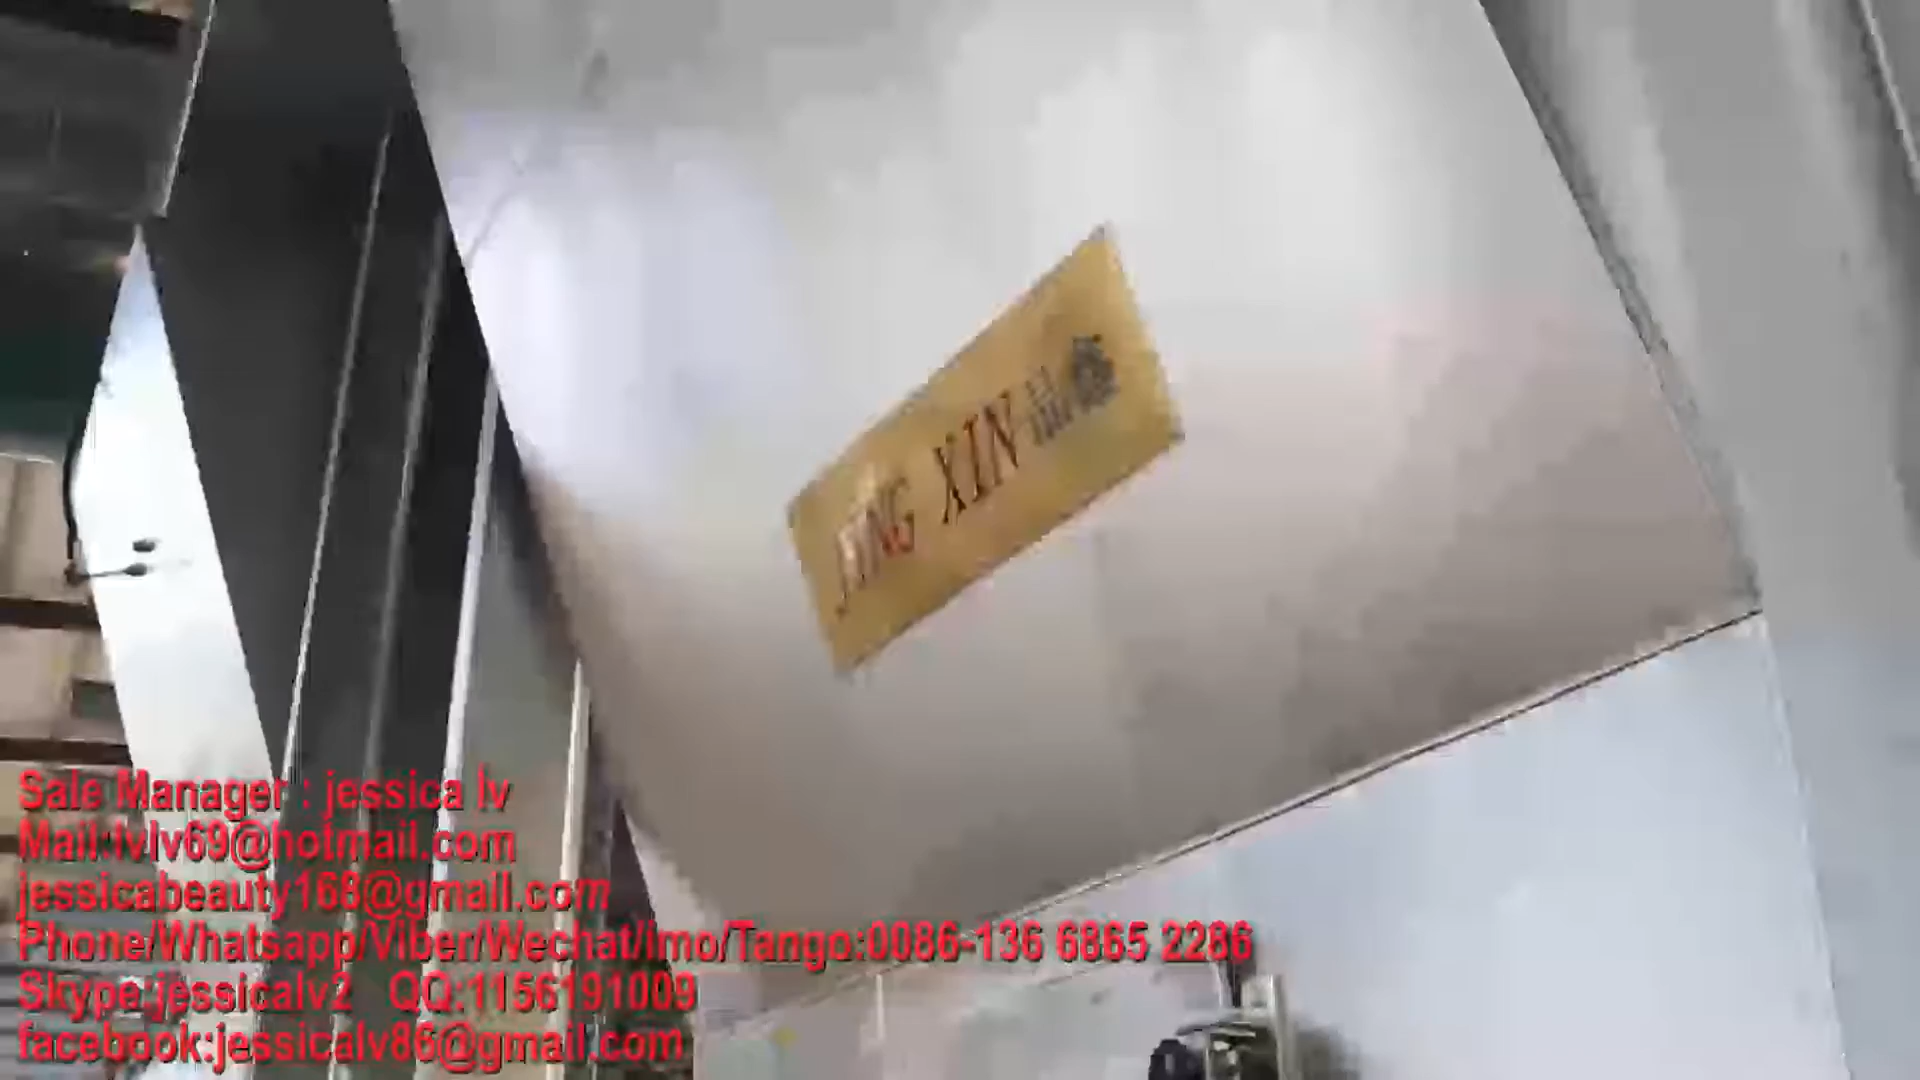 JING XIN 晶鑫
Sale Manager : jessica lv
Mail:lvlv69@hotmail.com
jessicabeauty168@gmail.com
Phone/Whatsapp/Viber/Wechat/imo/Tango:0086-136 6865 2286
Skype:jessicalv2 QQ:1156191009
facebook:jessicalv86@gmail.com